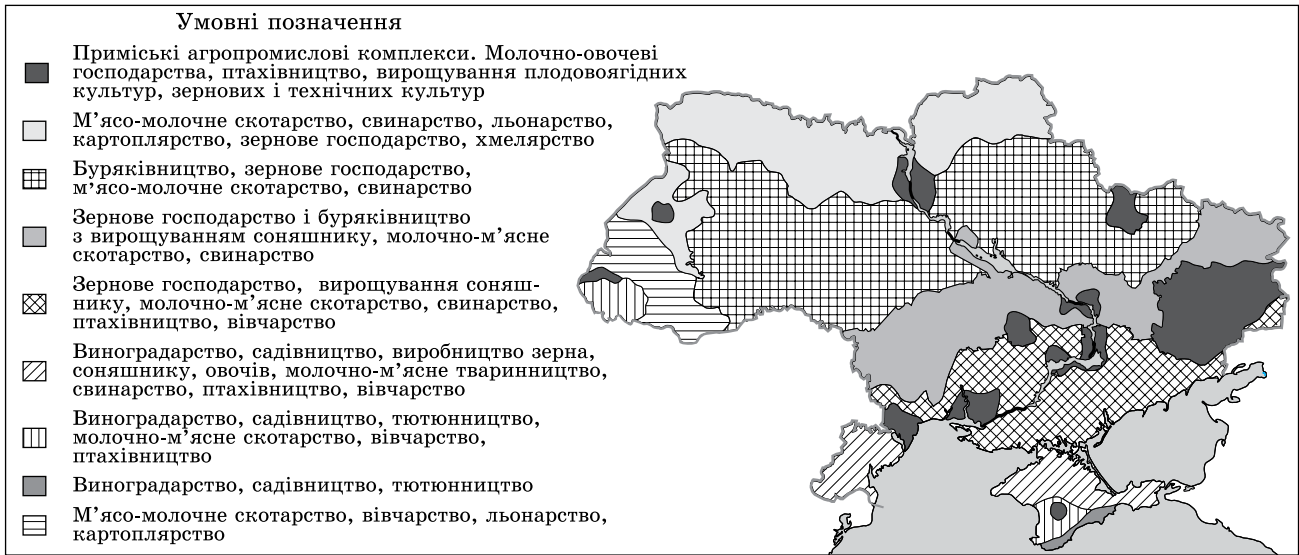 Умовні позначення
Приміські агропромислові комплекси. Молочно-овочеві
господарства, птахівництво, вирощування плодовоягідних
культур, зернових і технічних культур
М’ясо-молочне скотарство, свинарство, льонарство,
картоплярство, зернове господарство, хмелярство
Буряківництво, зернове господарство,
м’ясо-молочне скотарство, свинарство
Зернове господарство і буряківництво
з вирощуванням соняшнику, молочно-м’ясне
скотарство, свинарство
Зернове господарство, вирощування соняш-
нику, молочно-м’ясне скотарство, свинарство,
птахівництво, вівчарство
Виноградарство, садівництво, виробництво зерна,
соняшнику, овочів, молочно-м’ясне тваринництво,
свинарство, птахівництво, вівчарство
Виноградарство, садівництво, тютюнництво,
молочно-м’ясне скотарство, вівчарство,
птахівництво
Виноградарство, садівництво, тютюнництво
М’ясо-молочне скотарство, вівчарство, льонарство,
картоплярство